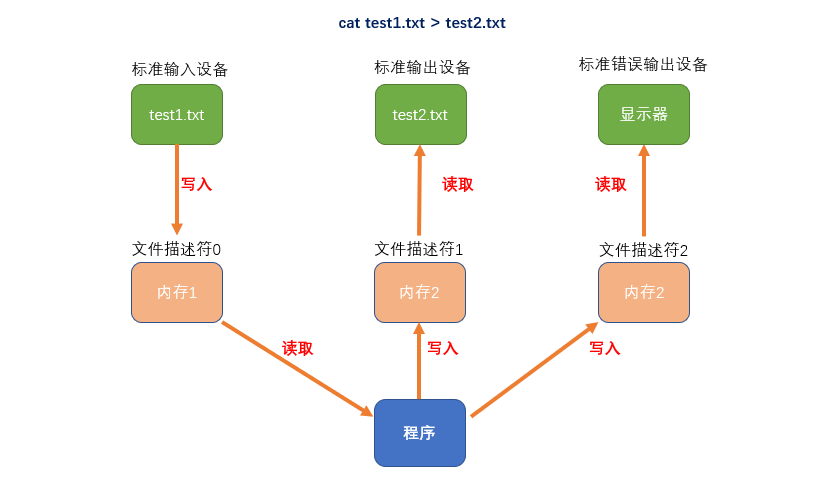 cat test1.txt > test2.txt
标准输入设备
标准输出设备
标准错误输出设备
test1.txt
test2.txt
显示器
写入
读取
读取
文件描述符0
文件描述符1
文件描述符2
内存1
内存2
内存2
读取
写入
写入
程序